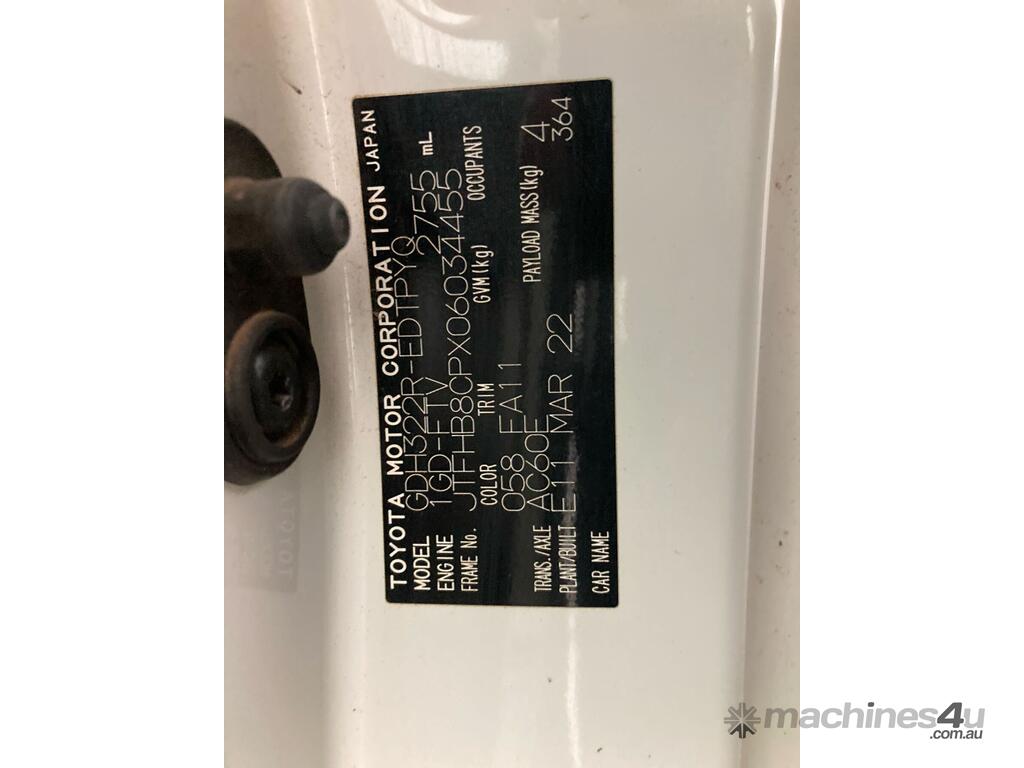 TOYOTA MOTOR CORPORATION JAPAN
MODEL GDH322R-EDTPYQ
ENGINE 1GD-FTV 2755 mL
FRAME No. JTFHB8CPX06034455
COLOR TRIM GVM(kg) OCCUPANTS
058 FA11 4
TRANS./AXLE AC60E PAYLOAD MASS(kg)
PLANT/BUILT E11 MAR 22 364
CAR NAME
machines4u
.com.au